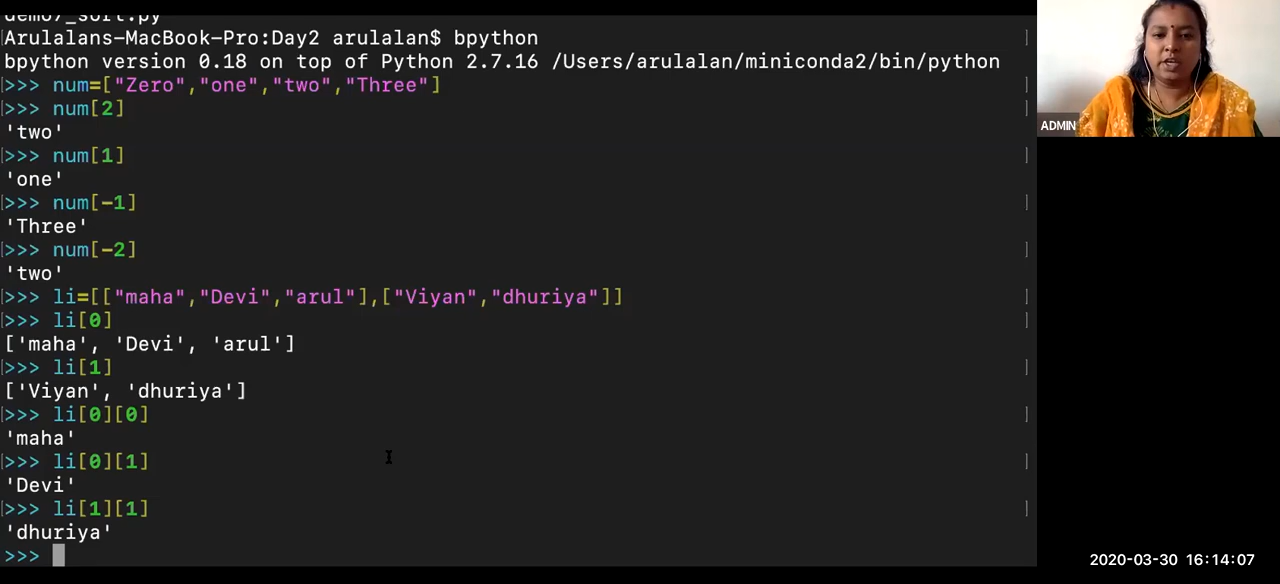 demo7_sort.py
Arulalans-MacBook-Pro:Day2 arulalan$ bpython
bpython version 0.18 on top of Python 2.7.16 /Users/arulalan/miniconda2/bin/python
>>> num=["Zero","one","two","Three"]
>>> num[2]
'two'
>>> num[1]
'one'
>>> num[-1]
'Three'
>>> num[-2]
'two'
>>> li=[["maha","Devi","arul"],["Viyan","dhuriya"]]
>>> li[0]
['maha', 'Devi', 'arul']
>>> li[1]
['Viyan', 'dhuriya']
>>> li[0][0]
'maha'
>>> li[0][1]
'Devi'
>>> li[1][1]
'dhuriya'
>>>
ADMIN
2020-03-30 16:14:07